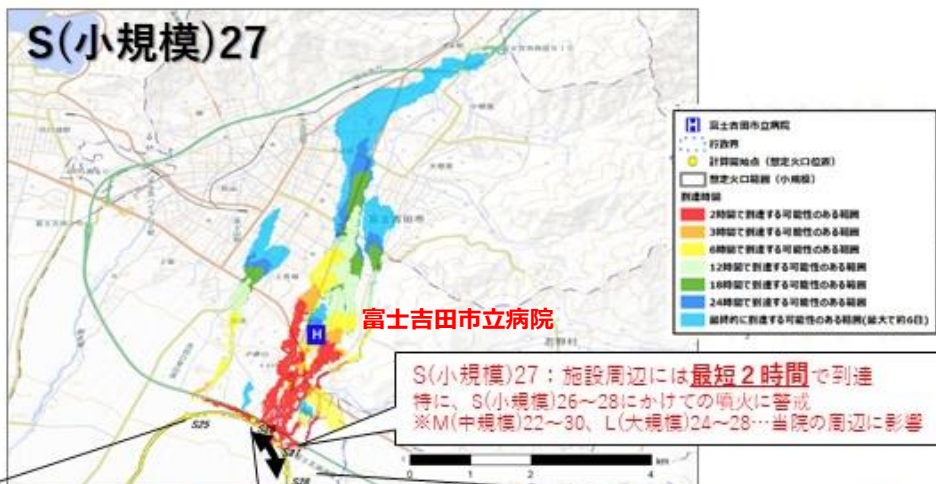 S(小規模)27
富士吉田市立病院
行政界
計算開始点（想定火口位置）
想定火口範囲（小規模）
到達時間
2時間で到達する可能性のある範囲
3時間で到達する可能性のある範囲
6時間で到達する可能性のある範囲
12時間で到達する可能性のある範囲
18時間で到達する可能性のある範囲
24時間で到達する可能性のある範囲
最終的に到達する可能性のある範囲(最大で約6日)
富士吉田市
H
富士吉田市立病院
忍野村
S(小規模)27：施設周辺には最短２時間で到達
特に、S(小規模)26～28にかけての噴火に警戒
※M(中規模)22～30、L(大規模)24～28…当院の周辺に影響
S25
S28
km
0 1 2 4